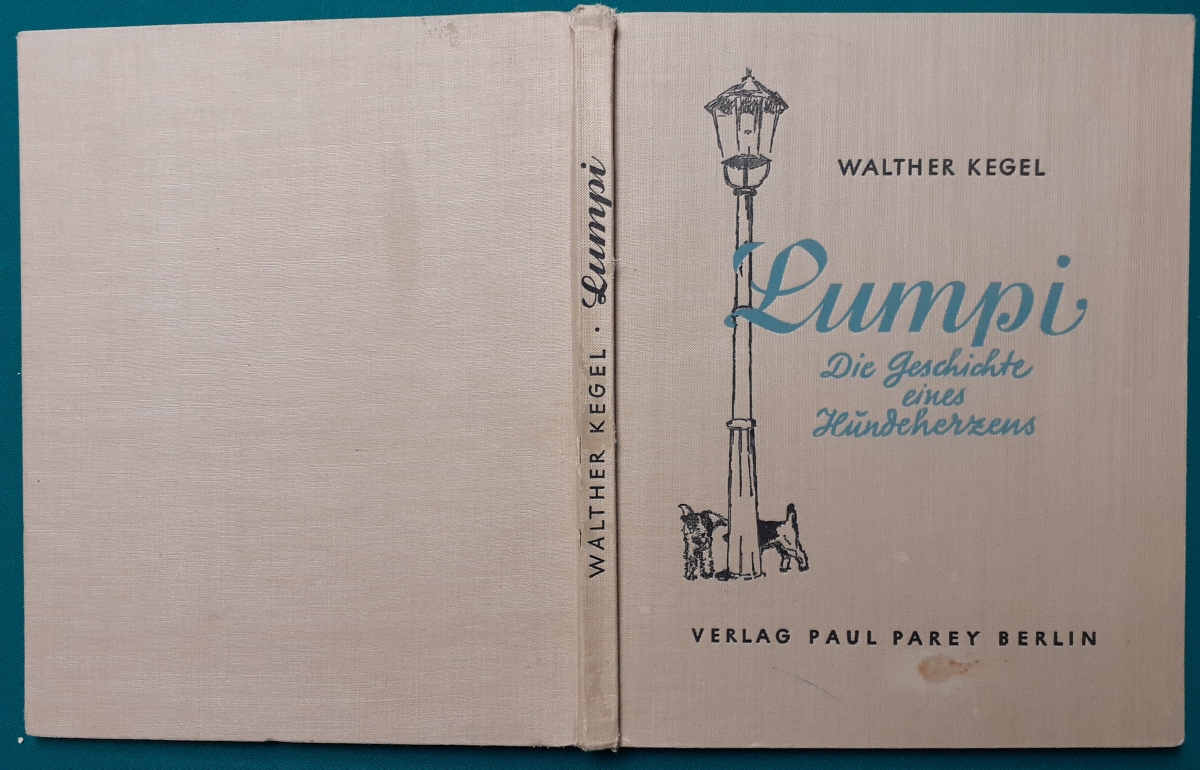 WALTHER KEGEL · Lumpi
WALTHER KEGEL
Lumpi
Die Geschichte
eines
Hundeherzens
VERLAG PAUL PAREY BERLIN